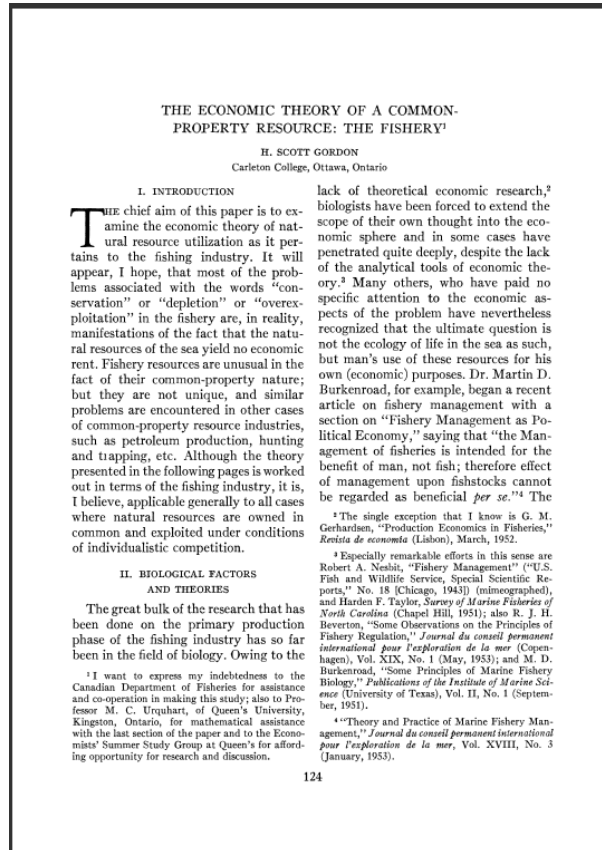 THE ECONOMIC THEORY OF A COMMON-
PROPERTY RESOURCE: THE FISHERY¹
H. SCOTT GORDON
Carleton College, Ottawa, Ontario
I. INTRODUCTION
THE chief aim of this paper is to ex-
amine the economic theory of nat-
ural resource utilization as it per-
tains to the fishing industry. It will
appear, I hope, that most of the prob-
lems associated with the words “con-
servation” or “depletion” or “overex-
ploitation” in the fishery are, in reality,
manifestations of the fact that the natu-
ral resources of the sea yield no economic
rent. Fishery resources are unusual in the
fact of their common-property nature;
but they are not unique, and similar
problems are encountered in other cases
of common-property resource industries,
such as petroleum production, hunting
and trapping, etc. Although the theory
presented in the following pages is worked
out in terms of the fishing industry, it is,
I believe, applicable generally to all cases
where natural resources are owned in
common and exploited under conditions
of individualistic competition.
II. BIOLOGICAL FACTORS
AND THEORIES
The great bulk of the research that has
been done on the primary production
phase of the fishing industry has so far
been in the field of biology. Owing to the
¹ I want to express my indebtedness to the
Canadian Department of Fisheries for assistance
and co-operation in making this study; also to Pro-
fessor M. C. Urquhart, of Queen’s University,
Kingston, Ontario, for mathematical assistance
with the last section of the paper and to the Econo-
mists’ Summer Study Group at Queen’s for afford-
ing opportunity for research and discussion.
lack of theoretical economic research,²
biologists have been forced to extend the
scope of their own thought into the eco-
nomic sphere and in some cases have
penetrated quite deeply, despite the lack
of the analytical tools of economic the-
ory.³ Many others, who have paid no
specific attention to the economic as-
pects of the problem have nevertheless
recognized that the ultimate question is
not the ecology of life in the sea as such,
but man’s use of these resources for his
own (economic) purposes. Dr. Martin D.
Burkenroad, for example, began a recent
article on fishery management with a
section on “Fishery Management as Po-
litical Economy,” saying that “the Man-
agement of fisheries is intended for the
benefit of man, not fish; therefore effect
of management upon fishstocks cannot
be regarded as beneficial per se.”⁴ The
² The single exception that I know is G. M.
Gerhardsen, “Production Economics in Fisheries,”
Revista de economia (Lisbon), March, 1952.
³ Especially remarkable efforts in this sense are
Robert A. Nesbit, “Fishery Management” (“U.S.
Fish and Wildlife Service, Special Scientific Re-
ports,” No. 18 [Chicago, 1943]) (mimeographed),
and Harden F. Taylor, Survey of Marine Fisheries of
North Carolina (Chapel Hill, 1951); also R. J. H.
Beverton, “Some Observations on the Principles of
Fishery Regulation,” Journal du conseil permanent
international pour l’exploration de la mer (Copen-
hagen), Vol. XIX, No. 1 (May, 1953); and M. D.
Burkenroad, “Some Principles of Marine Fishery
Biology,” Publications of the Institute of Marine Sci-
ence (University of Texas), Vol. II, No. 1 (Septem-
ber, 1951).
⁴ “Theory and Practice of Marine Fishery Man-
agement,” Journal du conseil permanent international
pour l’exploration de la mer, Vol. XVIII, No. 3
(January, 1953).
124